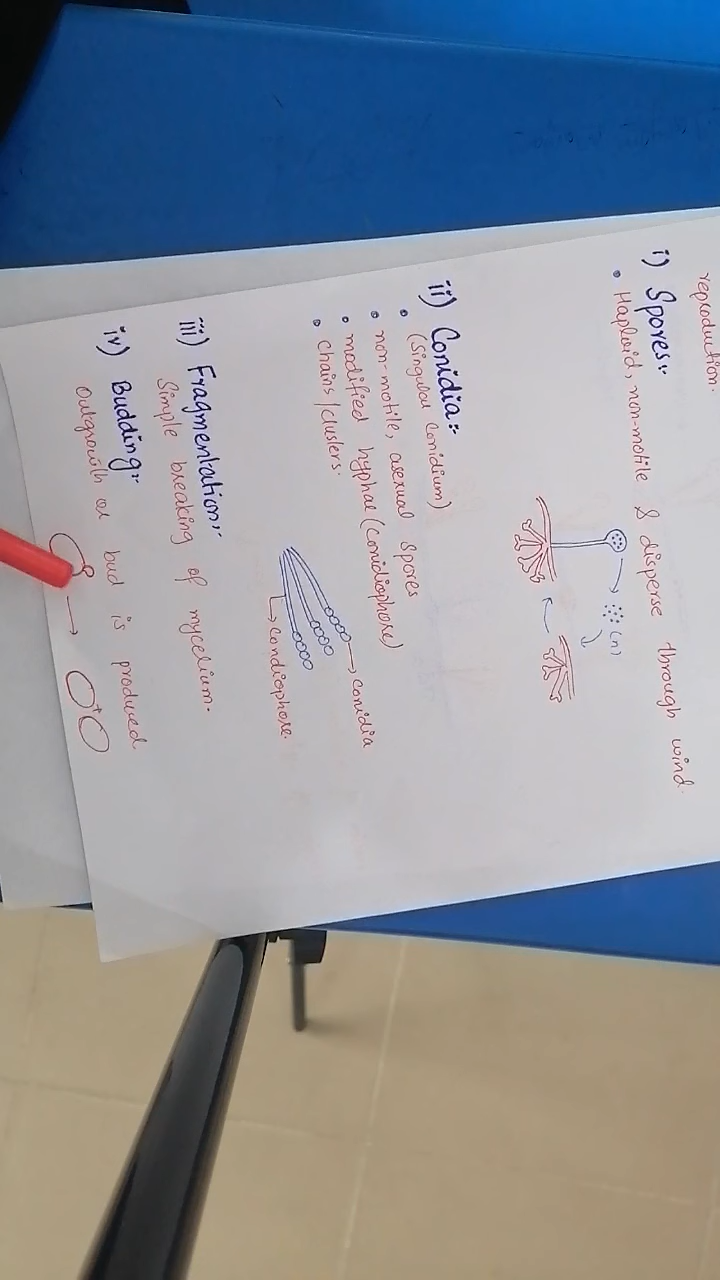 reproduction.
i) Spores:-
• Haploid, non-motile & disperse through wind.
(n)
ii) Conidia:-
• (Singular Conidium)
• non-motile, asexual spores
• modified hyphae (Conidiophore)
• Chains/clusters.
→ Conidia
→ Condiophore.
iii) Fragmentation:-
Simple breaking of mycelium.
iv) Budding:-
Outgrowth or bud is produced